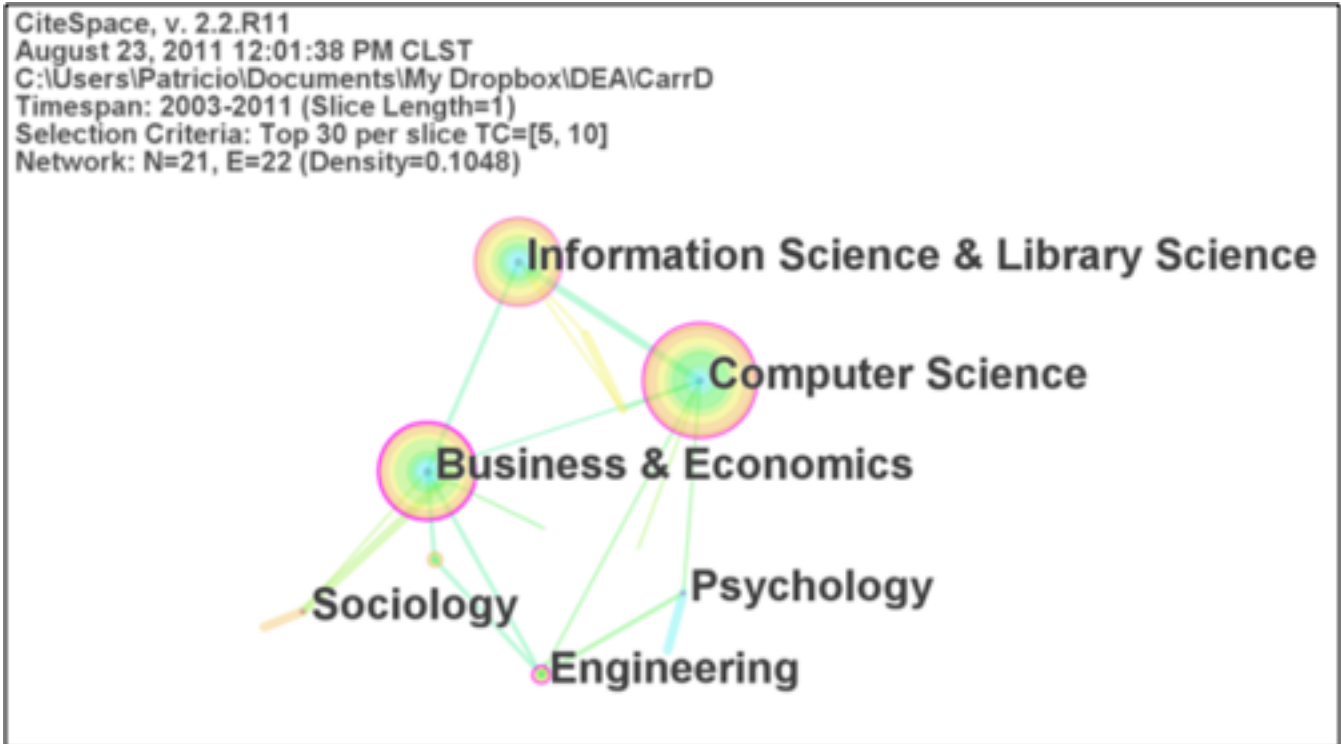 CiteSpace, v. 2.2.R11
August 23, 2011 12:01:38 PM CLST
C:\Users\Patricio\Documents\My Dropbox\DEA\CarrD
Timespan: 2003-2011 (Slice Length=1)
Selection Criteria: Top 30 per slice TC=[5, 10]
Network: N=21, E=22 (Density=0.1048)
Information Science & Library Science
Computer Science
Business & Economics
Psychology
Sociology
Engineering